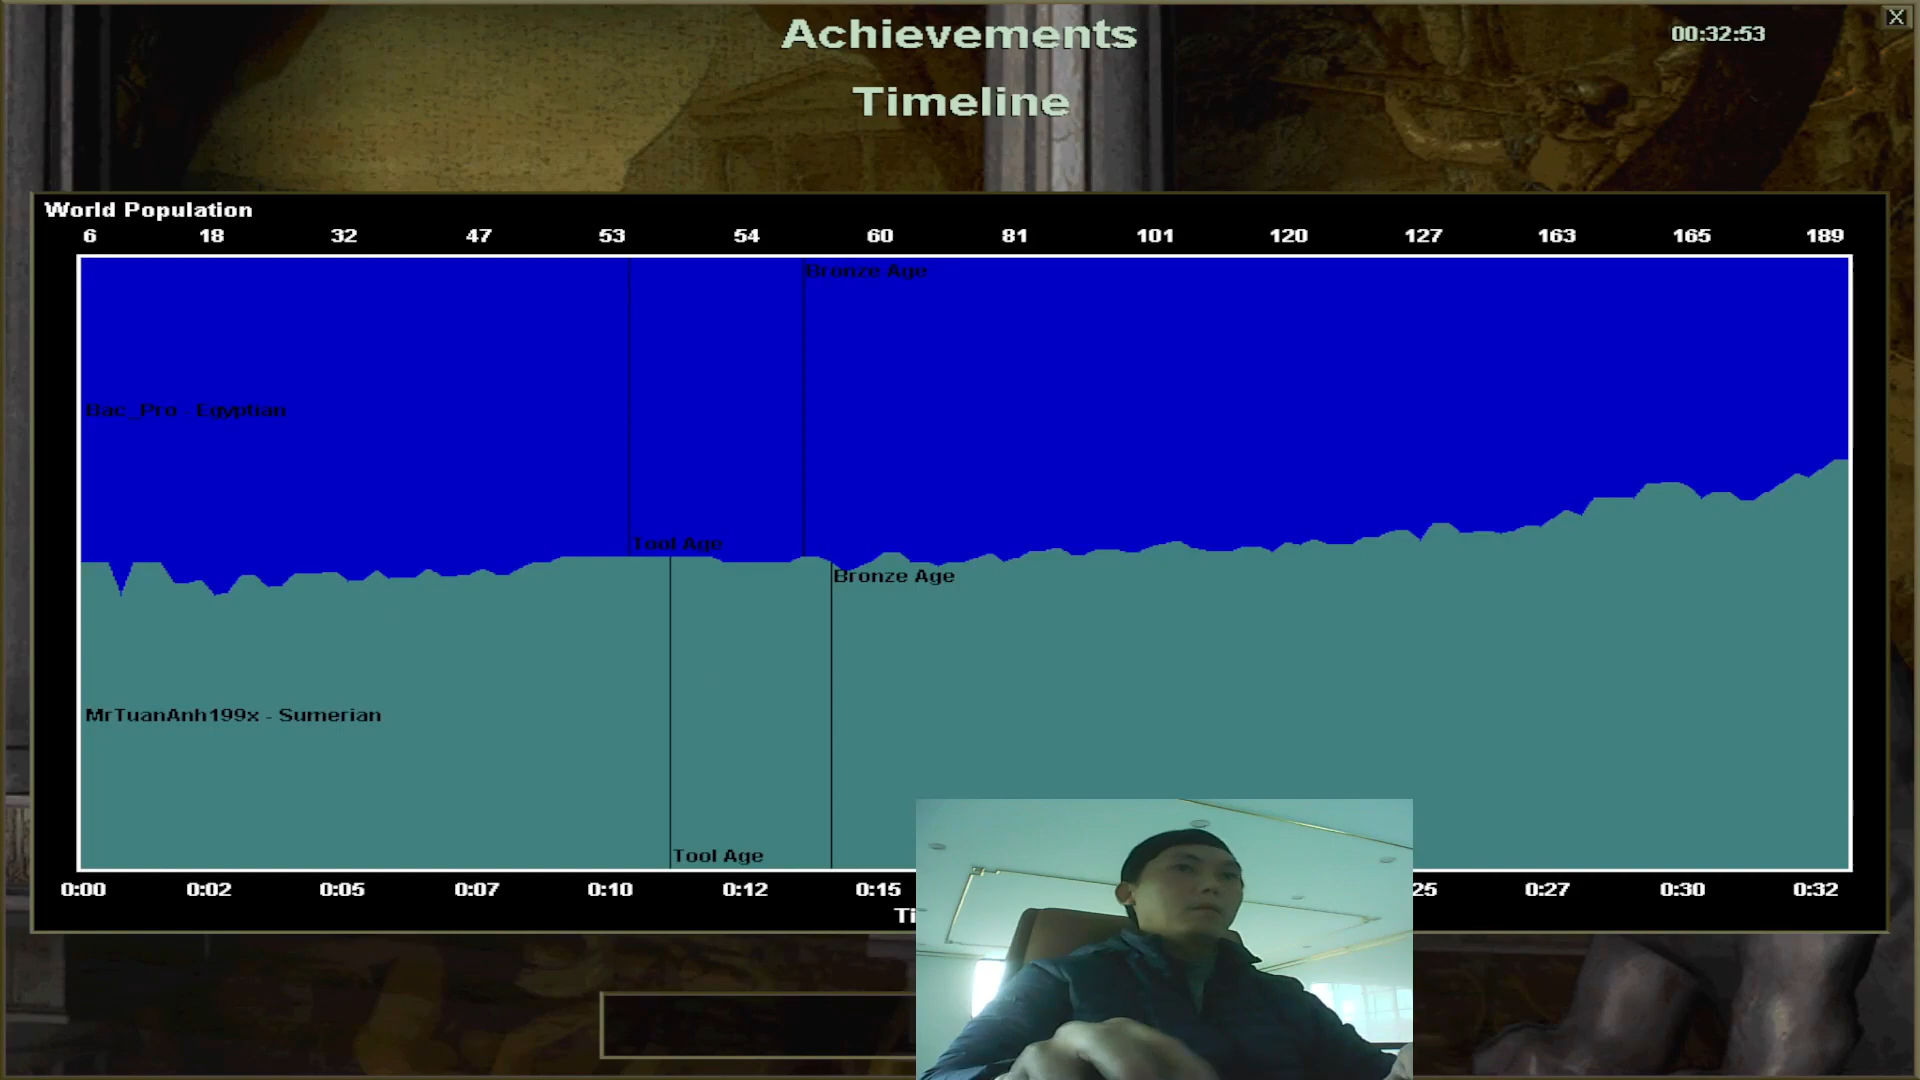 Achievements
00:32:53
X
Timeline
World Population
6 18 32 47 53 54 60 81 101 120 127 163 165 189
Bronze Age
Dac_Pro - Egyptian
Tool Age
Bronze Age
MrTuanAnh199x - Sumerian
Tool Age
0:00 0:02 0:05 0:07 0:10 0:12 0:15 25 0:27 0:30 0:32
Ti